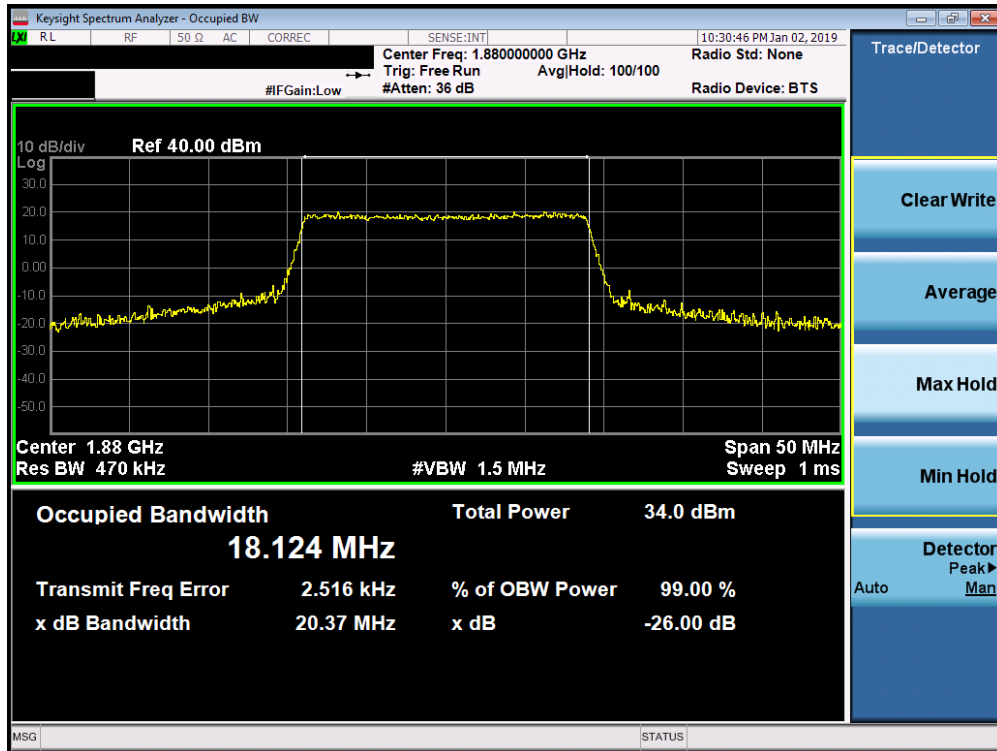 Keysight Spectrum Analyzer - Occupied BW
LXI RL RF 50 Ω AC CORREC SENSE:INT 10:30:46 PM Jan 02, 2019
Center Freq: 1.880000000 GHz Radio Std: None
Trig: Free Run Avg|Hold: 100/100
#IFGain:Low #Atten: 36 dB Radio Device: BTS
10 dB/div Ref 40.00 dBm
Log
30.0
20.0
10.0
0.00
-10.0
-20.0
-30.0
-40.0
-50.0
Center 1.88 GHz Span 50 MHz
Res BW 470 kHz #VBW 1.5 MHz Sweep 1 ms
Occupied Bandwidth Total Power 34.0 dBm
18.124 MHz
Transmit Freq Error 2.516 kHz % of OBW Power 99.00 %
x dB Bandwidth 20.37 MHz x dB -26.00 dB
MSG STATUS
Trace/Detector
Clear Write
Average
Max Hold
Min Hold
Detector
Peak▶
Auto Man